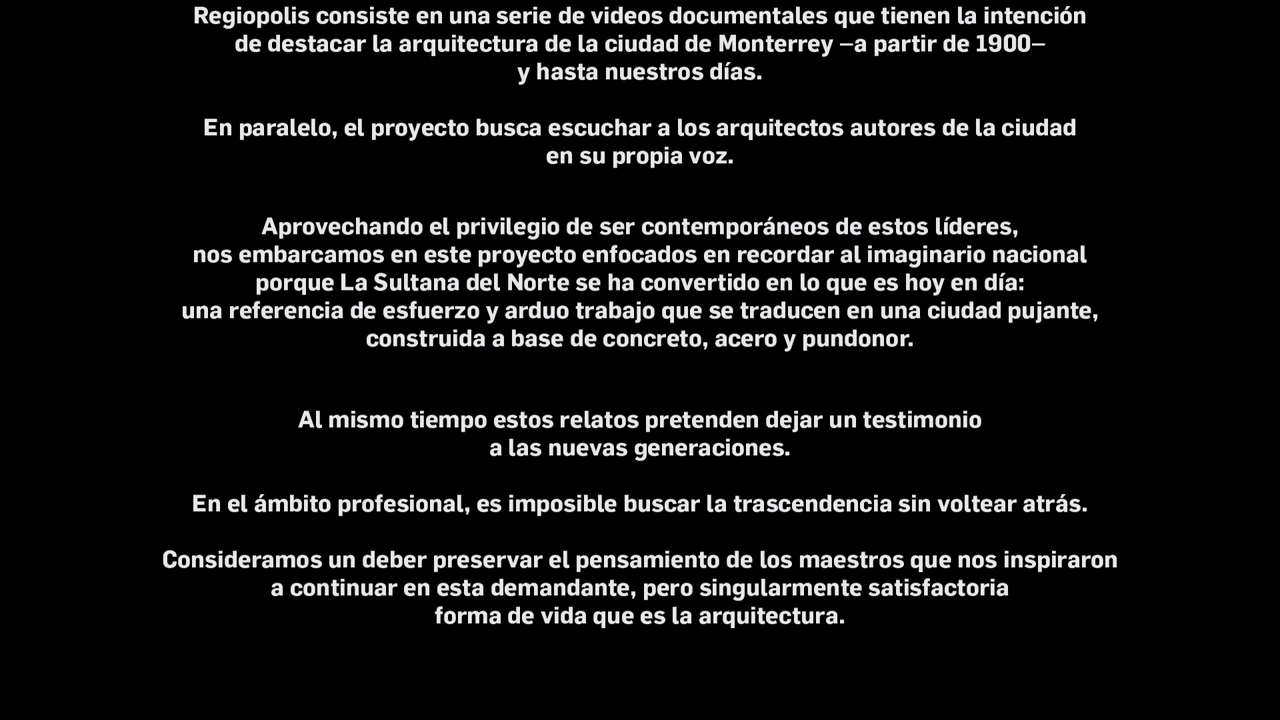 Regiopolis consiste en una serie de videos documentales que tienen la intención
de destacar la arquitectura de la ciudad de Monterrey –a partir de 1900–
y hasta nuestros días.
En paralelo, el proyecto busca escuchar a los arquitectos autores de la ciudad
en su propia voz.
Aprovechando el privilegio de ser contemporáneos de estos líderes,
nos embarcamos en este proyecto enfocados en recordar al imaginario nacional
porque La Sultana del Norte se ha convertido en lo que es hoy en día:
una referencia de esfuerzo y arduo trabajo que se traducen en una ciudad pujante,
construida a base de concreto, acero y pundonor.
Al mismo tiempo estos relatos pretenden dejar un testimonio
a las nuevas generaciones.
En el ámbito profesional, es imposible buscar la trascendencia sin voltear atrás.
Consideramos un deber preservar el pensamiento de los maestros que nos inspiraron
a continuar en esta demandante, pero singularmente satisfactoria
forma de vida que es la arquitectura.